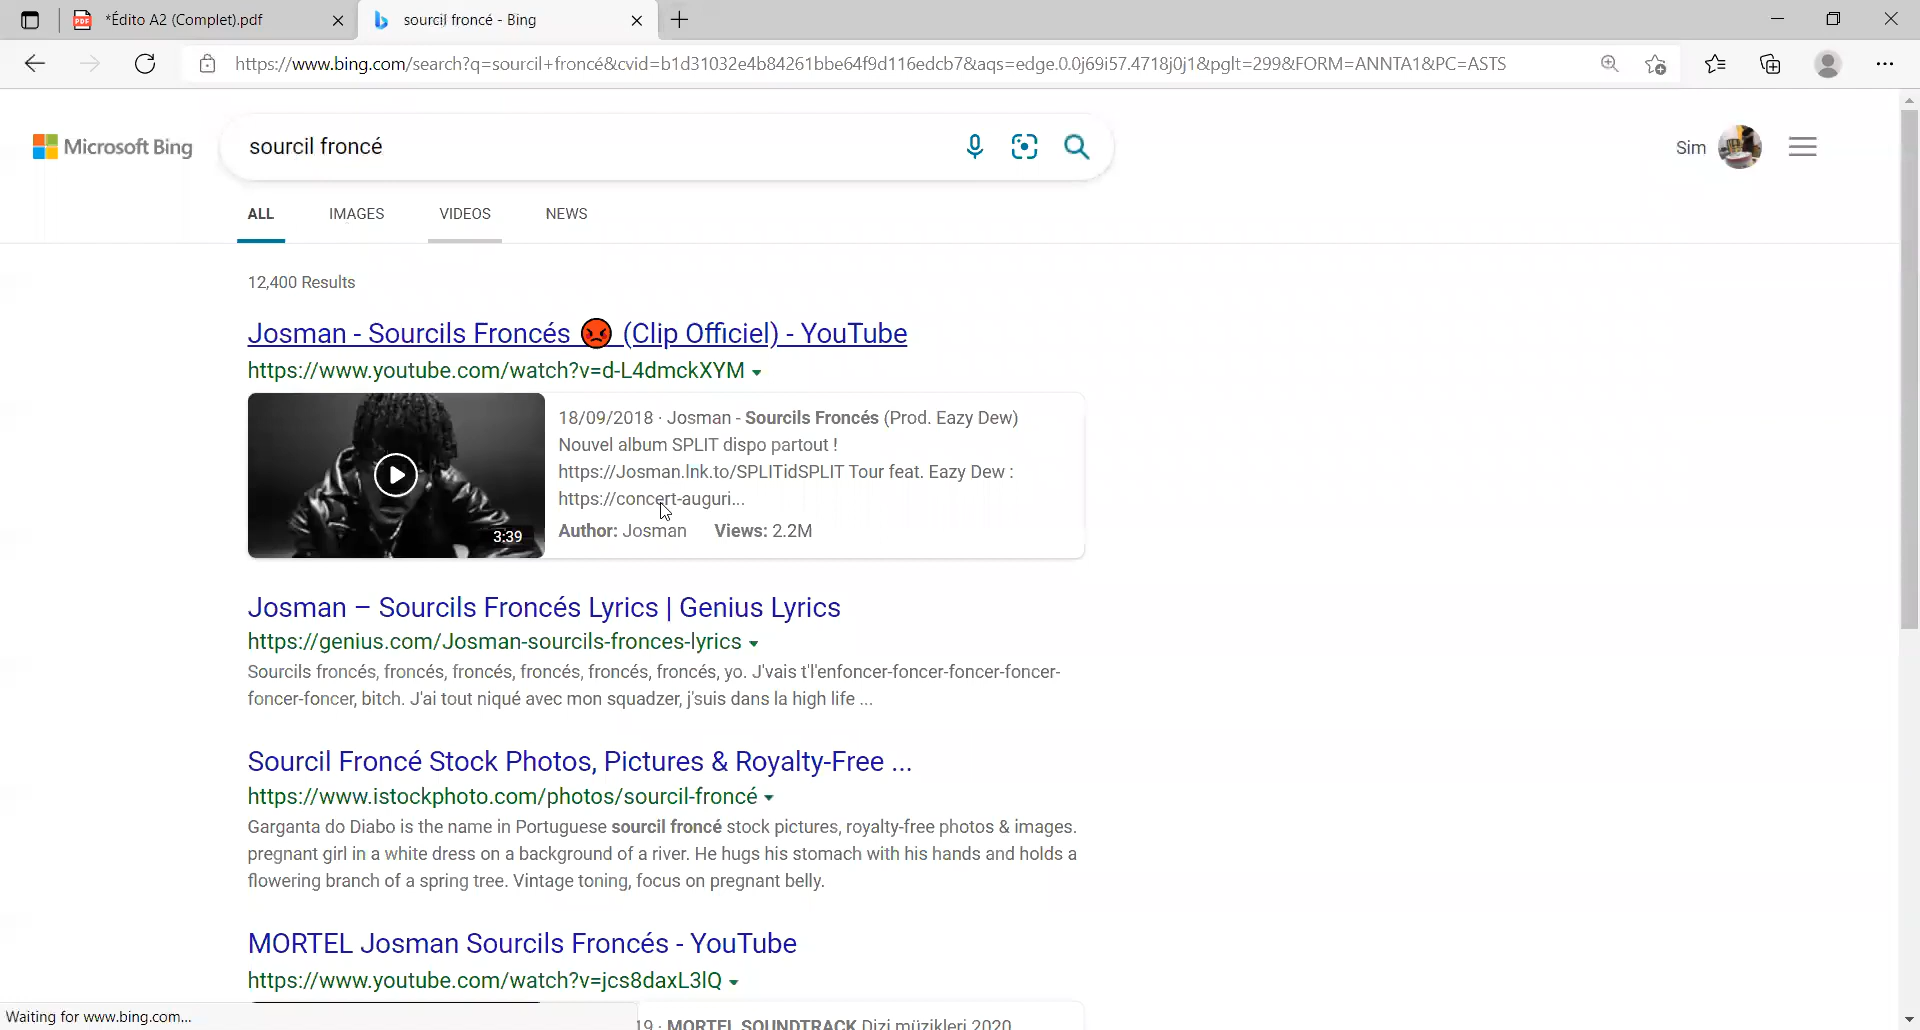 *Édito A2 (Complet).pdf
sourcil froncé - Bing
https://www.bing.com/search?q=sourcil+froncé&cvid=b1d31032e4b84261bbe64f9d116edcb7&aqs=edge.0.0j69i57.4718j0j1&pglt=299&FORM=ANNTA1&PC=ASTS
Microsoft Bing
sourcil froncé
Sim
ALL IMAGES VIDEOS NEWS
12,400 Results
Josman - Sourcils Froncés 😡 (Clip Officiel) - YouTube
https://www.youtube.com/watch?v=d-L4dmckXYM
3:39
18/09/2018 · Josman - Sourcils Froncés (Prod. Eazy Dew)
Nouvel album SPLIT dispo partout !
https://Josman.lnk.to/SPLITidSPLIT Tour feat. Eazy Dew :
https://concert-auguri...
Author: Josman Views: 2.2M
Josman – Sourcils Froncés Lyrics | Genius Lyrics
https://genius.com/Josman-sourcils-fronces-lyrics
Sourcils froncés, froncés, froncés, froncés, froncés, froncés, yo. J'vais t'l'enfoncer-foncer-foncer-foncer-
foncer-foncer, bitch. J'ai tout niqué avec mon squadzer, j'suis dans la high life ...
Sourcil Froncé Stock Photos, Pictures & Royalty-Free ...
https://www.istockphoto.com/photos/sourcil-froncé
Garganta do Diabo is the name in Portuguese sourcil froncé stock pictures, royalty-free photos & images.
pregnant girl in a white dress on a background of a river. He hugs his stomach with his hands and holds a
flowering branch of a spring tree. Vintage toning, focus on pregnant belly.
MORTEL Josman Sourcils Froncés - YouTube
https://www.youtube.com/watch?v=jcs8daxL3lQ
19 · MORTEL SOUNDTRACK Dizi müzikleri 2020
Waiting for www.bing.com...